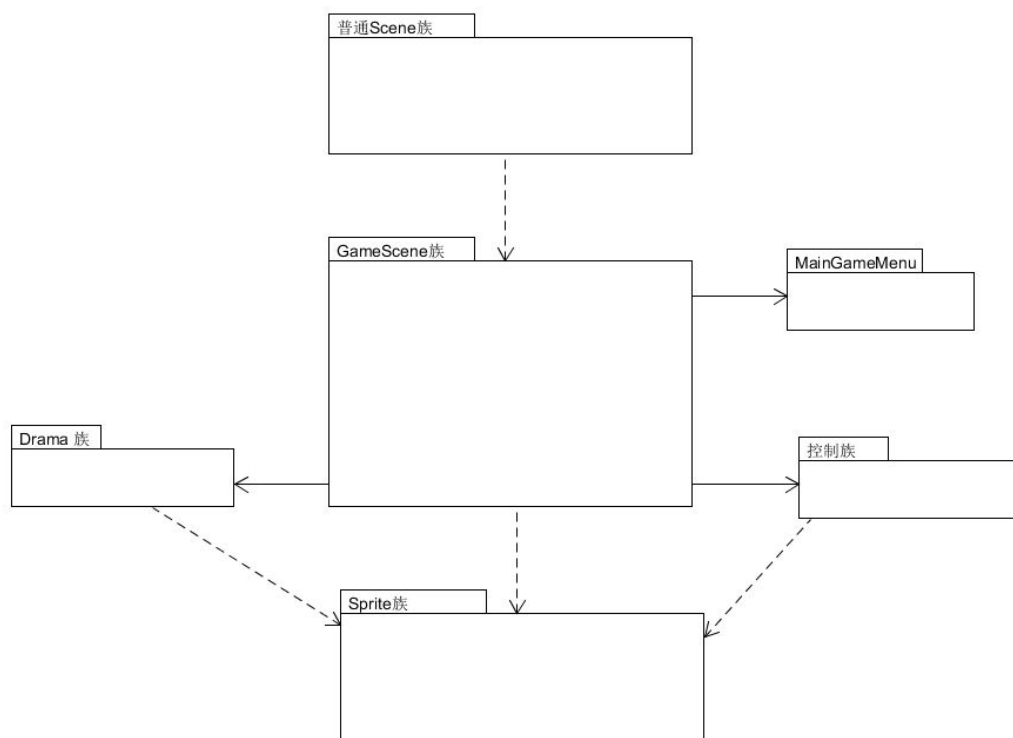 普通Scene族
GameScene族
MainGameMenu
Drama 族
控制族
Sprite族